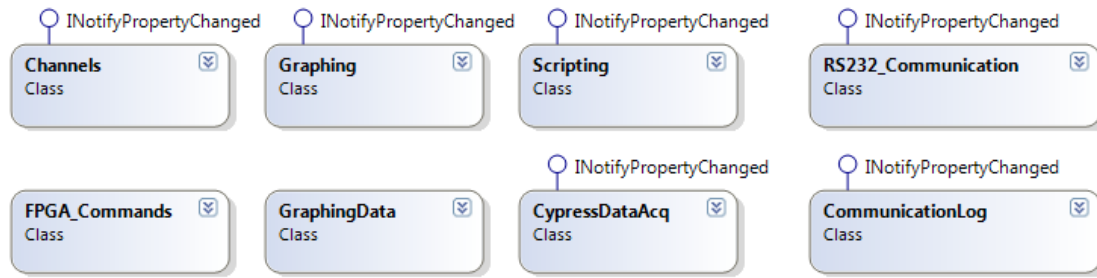 INotifyPropertyChanged
INotifyPropertyChanged
INotifyPropertyChanged
INotifyPropertyChanged
Channels
Class
Graphing
Class
Scripting
Class
RS232_Communication
Class
INotifyPropertyChanged
INotifyPropertyChanged
FPGA_Commands
Class
GraphingData
Class
CypressDataAcq
Class
CommunicationLog
Class